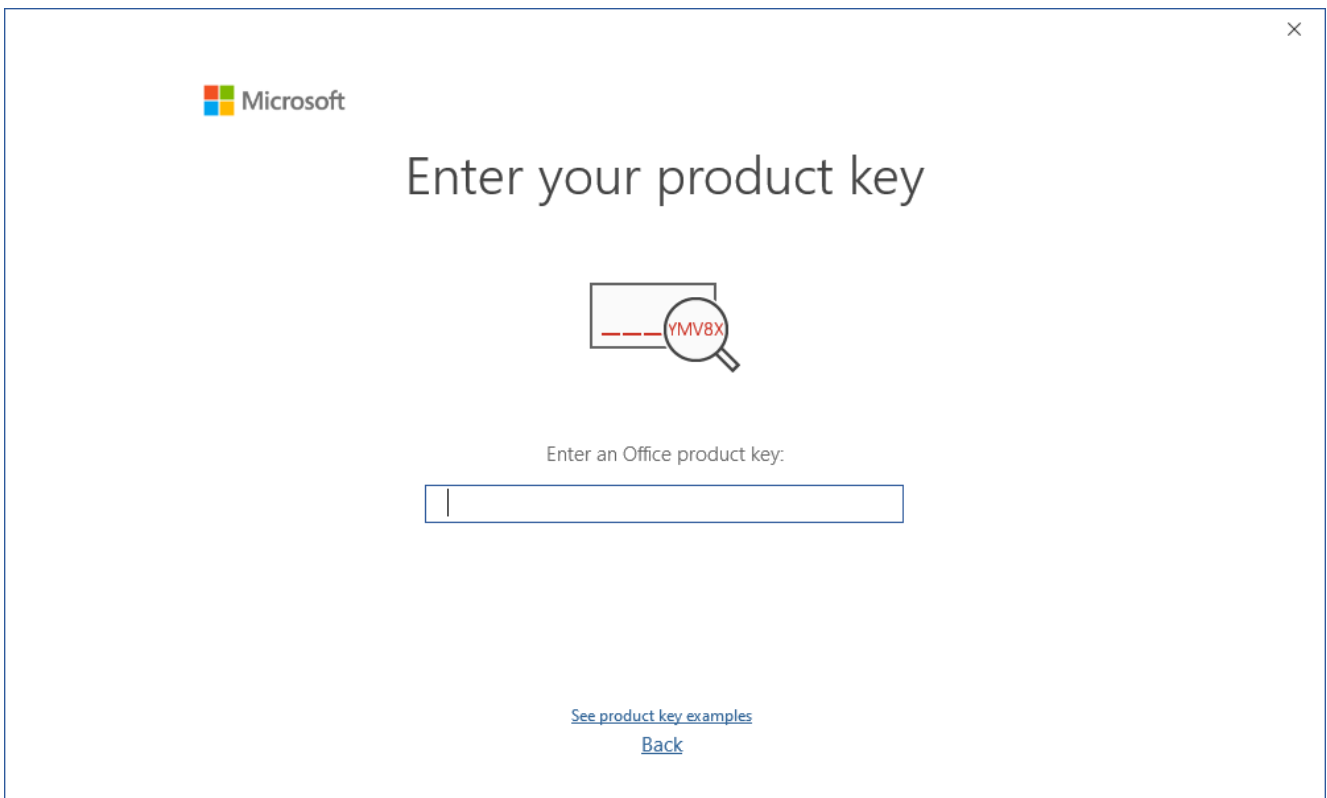 Microsoft
Enter your product key
YMV8X
Enter an Office product key:
See product key examples
Back